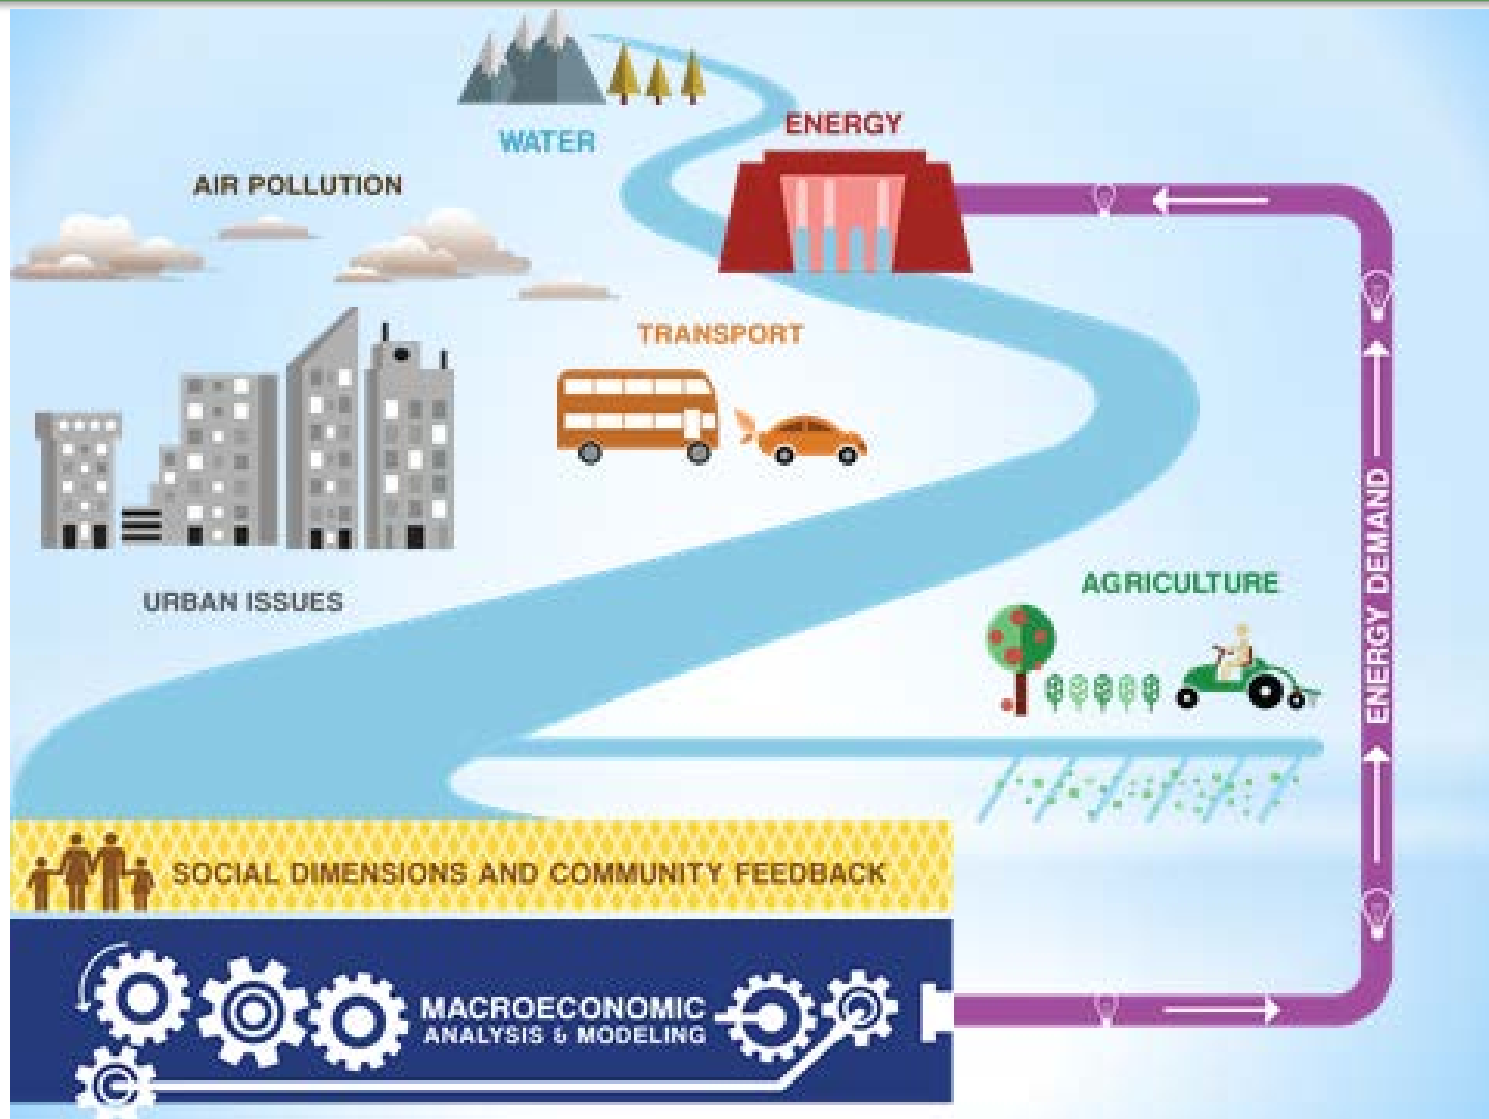 WATER
ENERGY
AIR POLLUTION
TRANSPORT
URBAN ISSUES
AGRICULTURE
ENERGY DEMAND
SOCIAL DIMENSIONS AND COMMUNITY FEEDBACK
MACROECONOMIC
ANALYSIS & MODELING